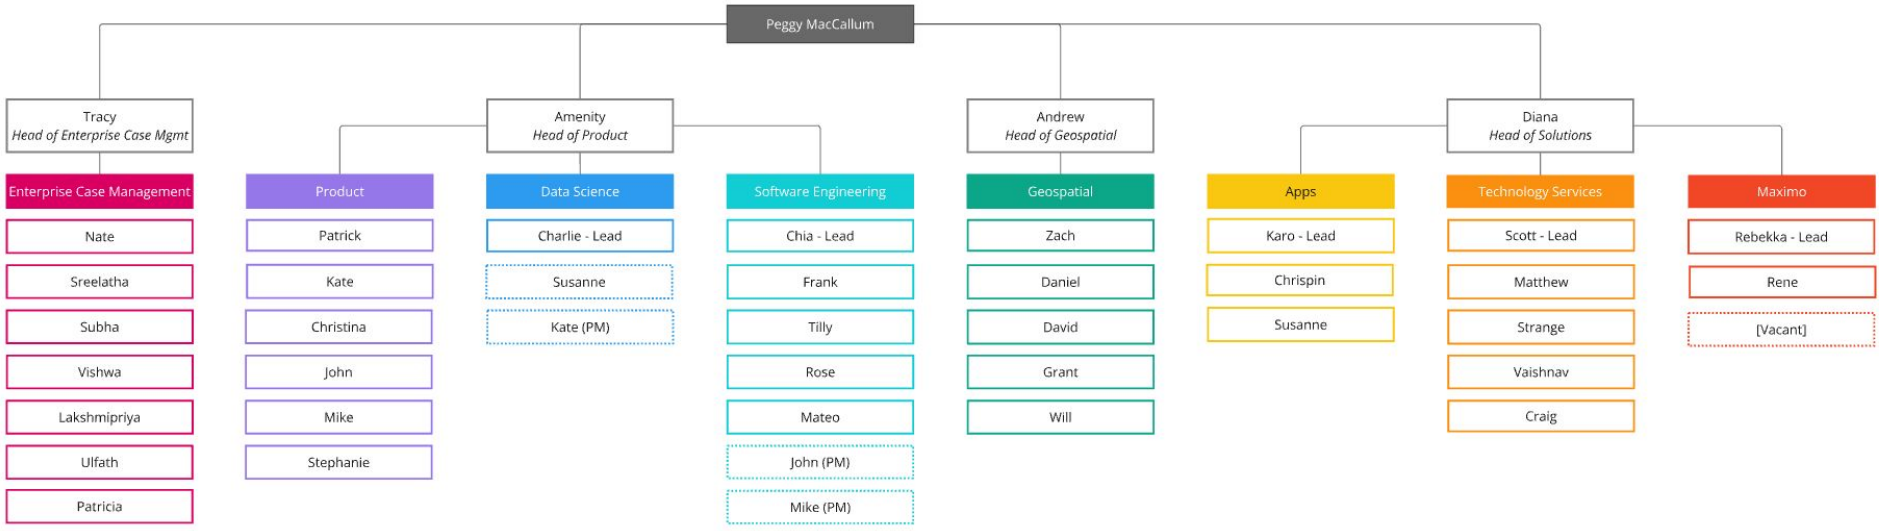 Peggy MacCallum
Tracy
Head of Enterprise Case Mgmt
Amenity
Head of Product
Andrew
Head of Geospatial
Diana
Head of Solutions
Enterprise Case Management
Nate
Sreelatha
Subha
Vishwa
Lakshmipriya
Ulfath
Patricia
Product
Patrick
Kate
Christina
John
Mike
Stephanie
Data Science
Charlie - Lead
Susanne
Kate (PM)
Software Engineering
Chia - Lead
Frank
Tilly
Rose
Mateo
John (PM)
Mike (PM)
Geospatial
Zach
Daniel
David
Grant
Will
Apps
Karo - Lead
Chrispin
Susanne
Technology Services
Scott - Lead
Matthew
Strange
Vaishnav
Craig
Maximo
Rebekka - Lead
Rene
[Vacant]